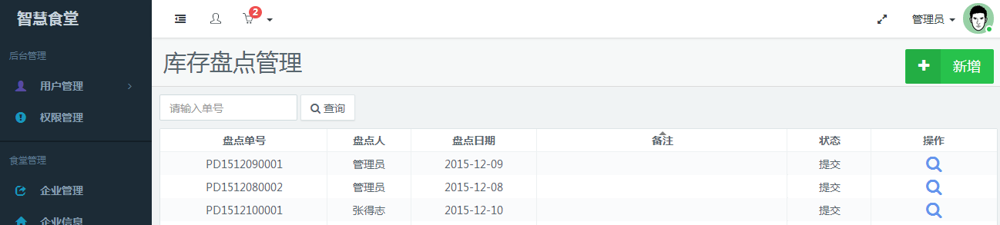 智慧食堂
2
管理员
后台管理
用户管理
权限管理
食堂管理
企业管理
企业信息
库存盘点管理
新增
请输入单号
查询
盘点单号 盘点人 盘点日期 备注 状态 操作
PD1512090001 管理员 2015-12-09 提交
PD1512080002 管理员 2015-12-08 提交
PD1512100001 张得志 2015-12-10 提交